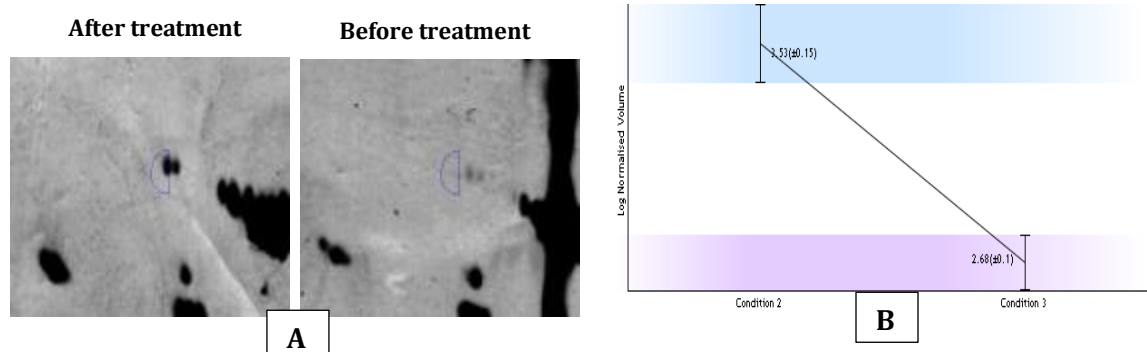 After treatment
Before treatment
A
Log Normalised Volume
3.53(±0.15)
2.68(±0.1)
Condition 2
Condition 3
B